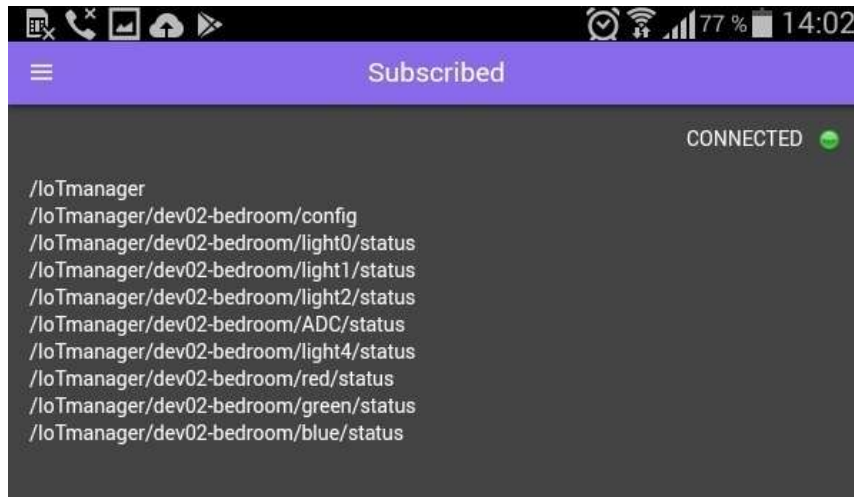 77 % 14:02
Subscribed
CONNECTED
/IoTmanager
/IoTmanager/dev02-bedroom/config
/IoTmanager/dev02-bedroom/light0/status
/IoTmanager/dev02-bedroom/light1/status
/IoTmanager/dev02-bedroom/light2/status
/IoTmanager/dev02-bedroom/ADC/status
/IoTmanager/dev02-bedroom/light4/status
/IoTmanager/dev02-bedroom/red/status
/IoTmanager/dev02-bedroom/green/status
/IoTmanager/dev02-bedroom/blue/status